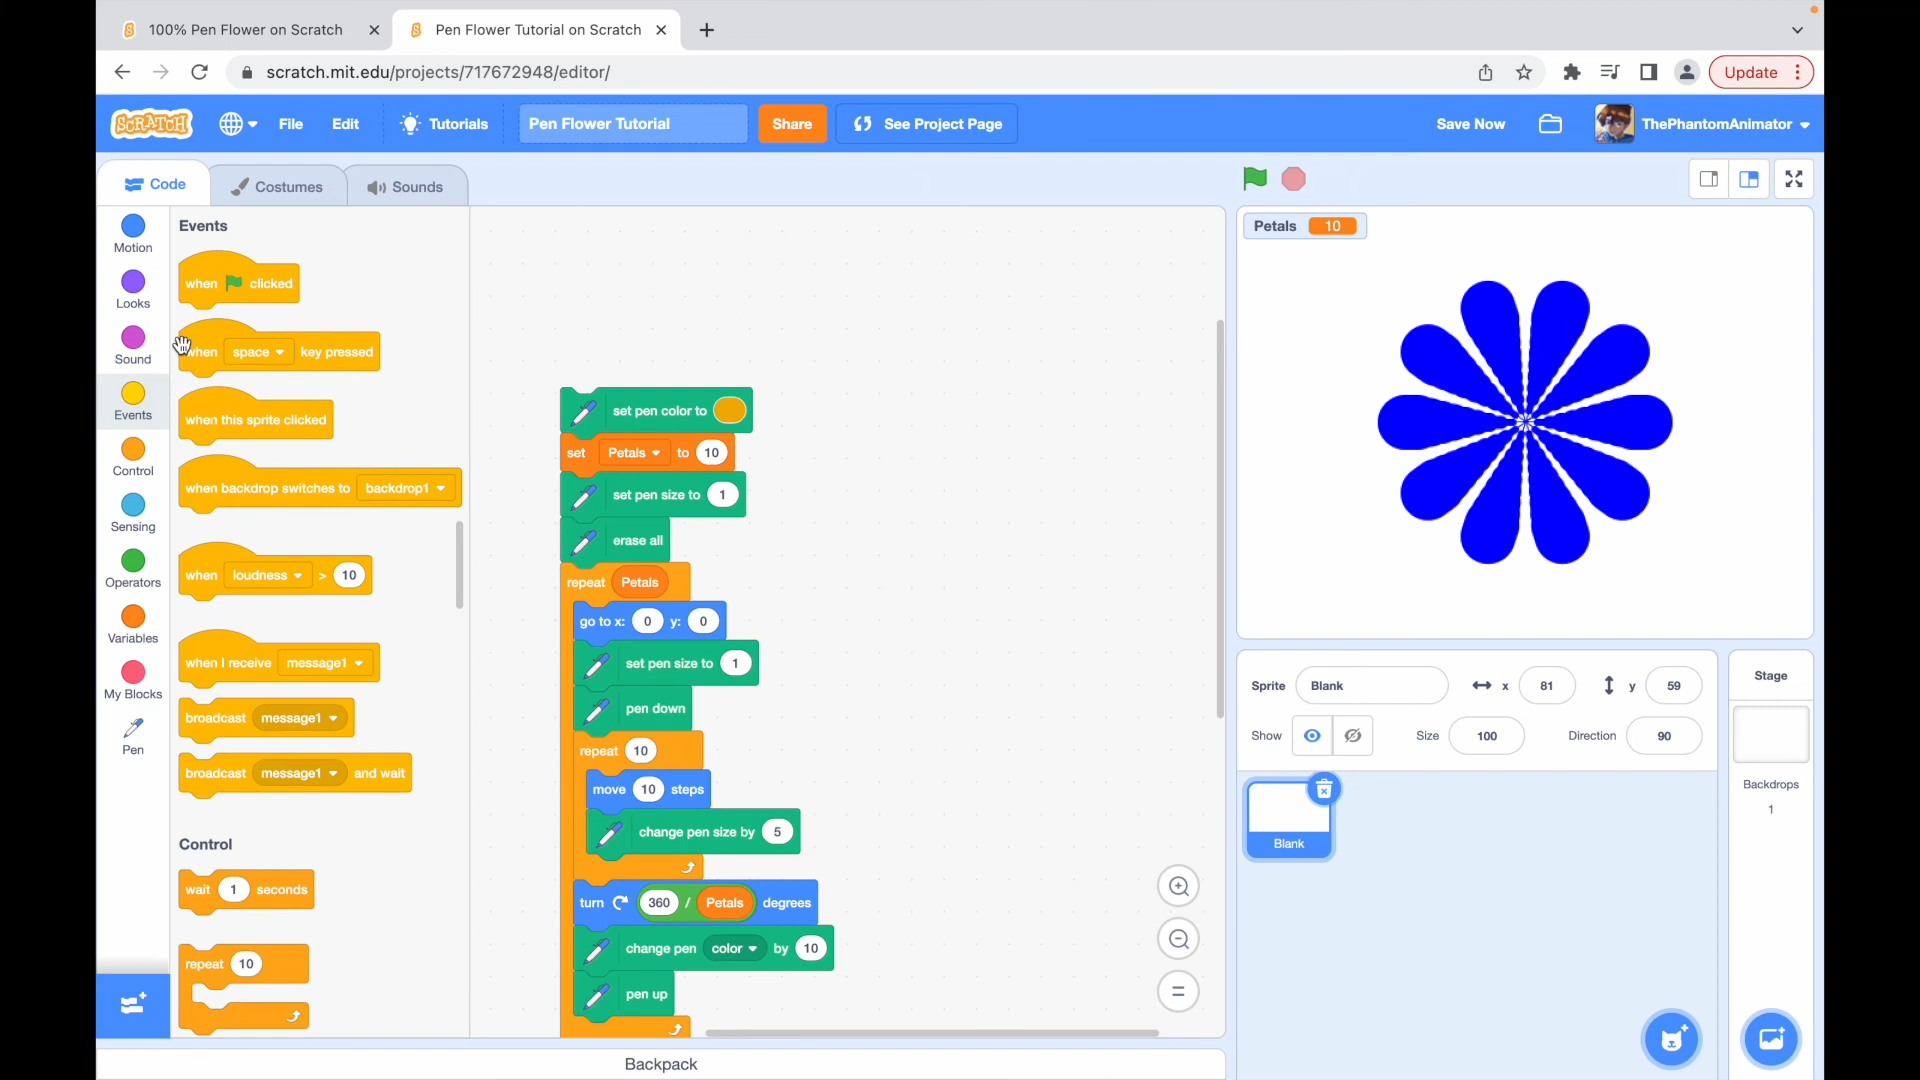 100% Pen Flower on Scratch
Pen Flower Tutorial on Scratch
scratch.mit.edu/projects/717672948/editor/
Update
SCRATCH
File
Edit
Tutorials
Pen Flower Tutorial
Share
See Project Page
Save Now
ThePhantomAnimator
Code
Costumes
Sounds
Motion
Looks
Sound
Events
Control
Sensing
Operators
Variables
My Blocks
Pen
Events
when clicked
when space key pressed
when this sprite clicked
when backdrop switches to backdrop1
when loudness > 10
when I receive message1
broadcast message1
broadcast message1 and wait
Control
wait 1 seconds
repeat 10
set pen color to
set Petals to 10
set pen size to 1
erase all
repeat Petals
go to x: 0 y: 0
set pen size to 1
pen down
repeat 10
move 10 steps
change pen size by 5
turn 360 / Petals degrees
change pen color by 10
pen up
Backpack
Petals 10
Sprite Blank x 81 y 59
Show Size 100 Direction 90
Blank
Stage
Backdrops
1